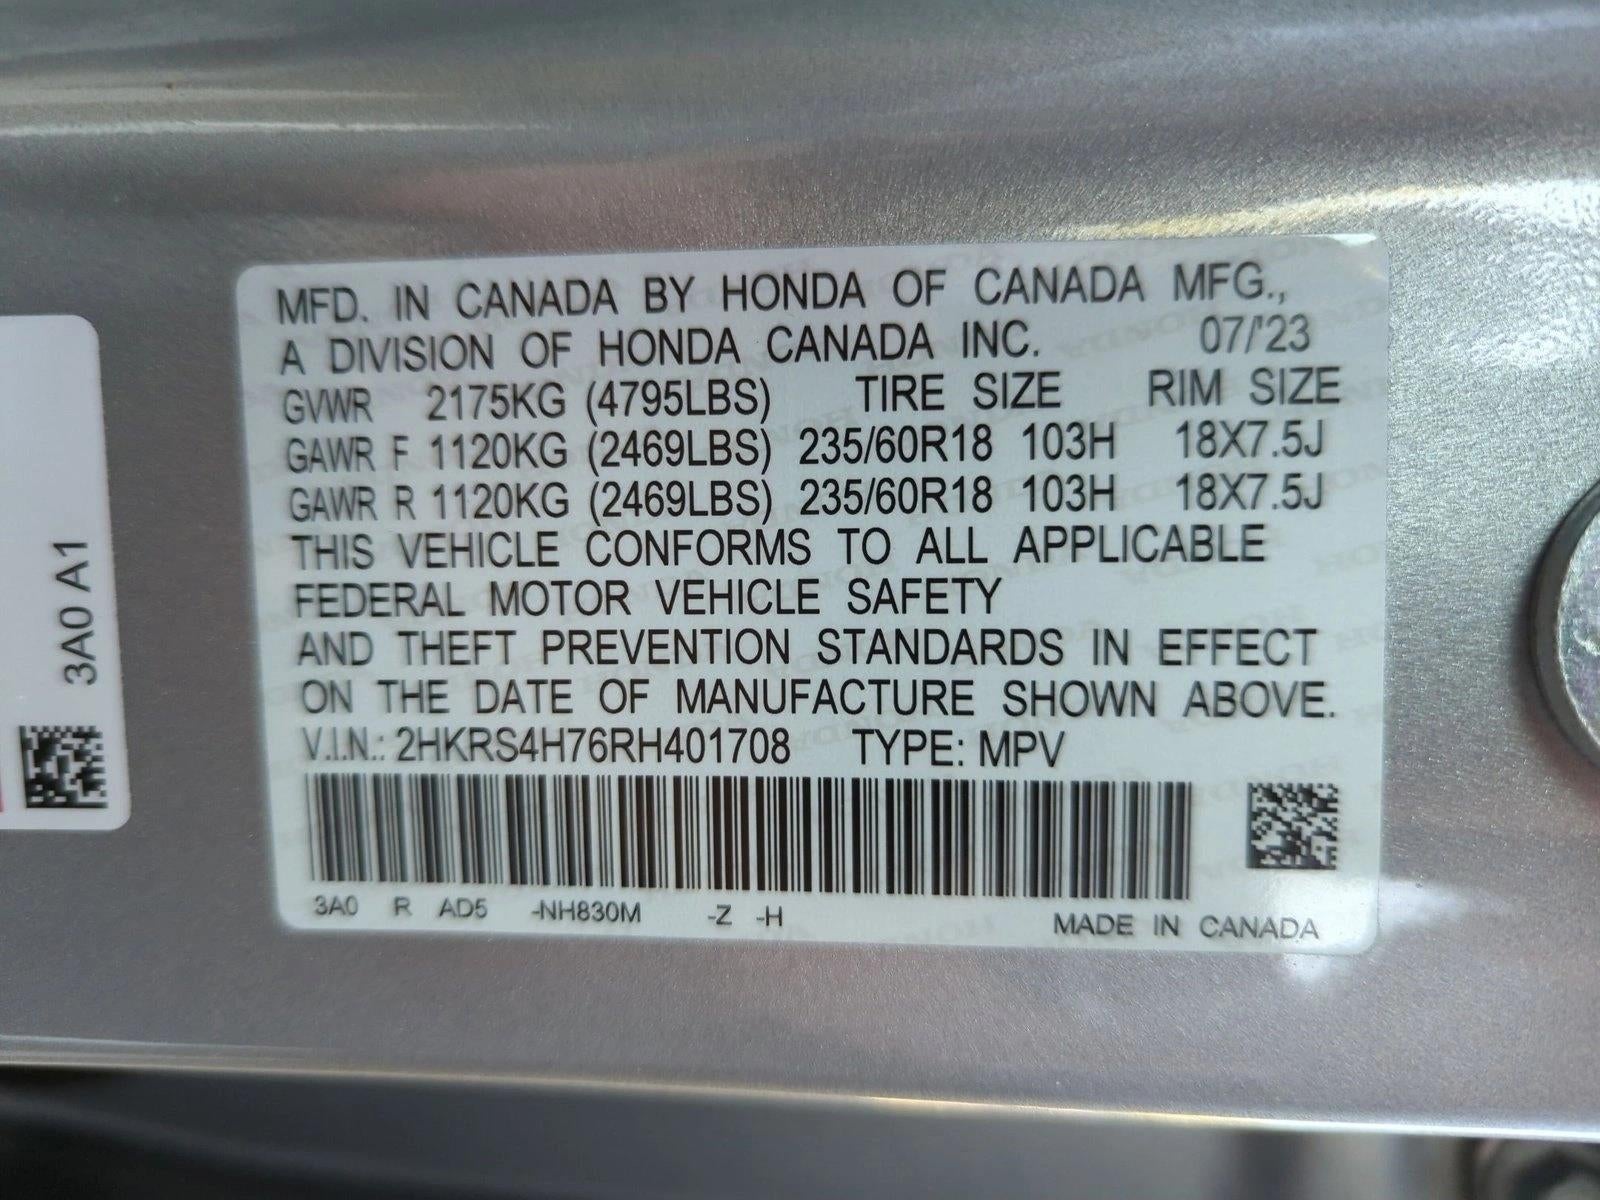 MFD. IN CANADA BY HONDA OF CANADA MFG.,
A DIVISION OF HONDA CANADA INC. 07/'23
GVWR 2175KG (4795LBS) TIRE SIZE RIM SIZE
GAWR F 1120KG (2469LBS) 235/60R18 103H 18X7.5J
GAWR R 1120KG (2469LBS) 235/60R18 103H 18X7.5J
THIS VEHICLE CONFORMS TO ALL APPLICABLE
FEDERAL MOTOR VEHICLE SAFETY
AND THEFT PREVENTION STANDARDS IN EFFECT
ON THE DATE OF MANUFACTURE SHOWN ABOVE.
V.I.N.: 2HKRS4H76RH401708 TYPE: MPV
3A0 R AD5 -NH830M -Z -H MADE IN CANADA
3A0 A1